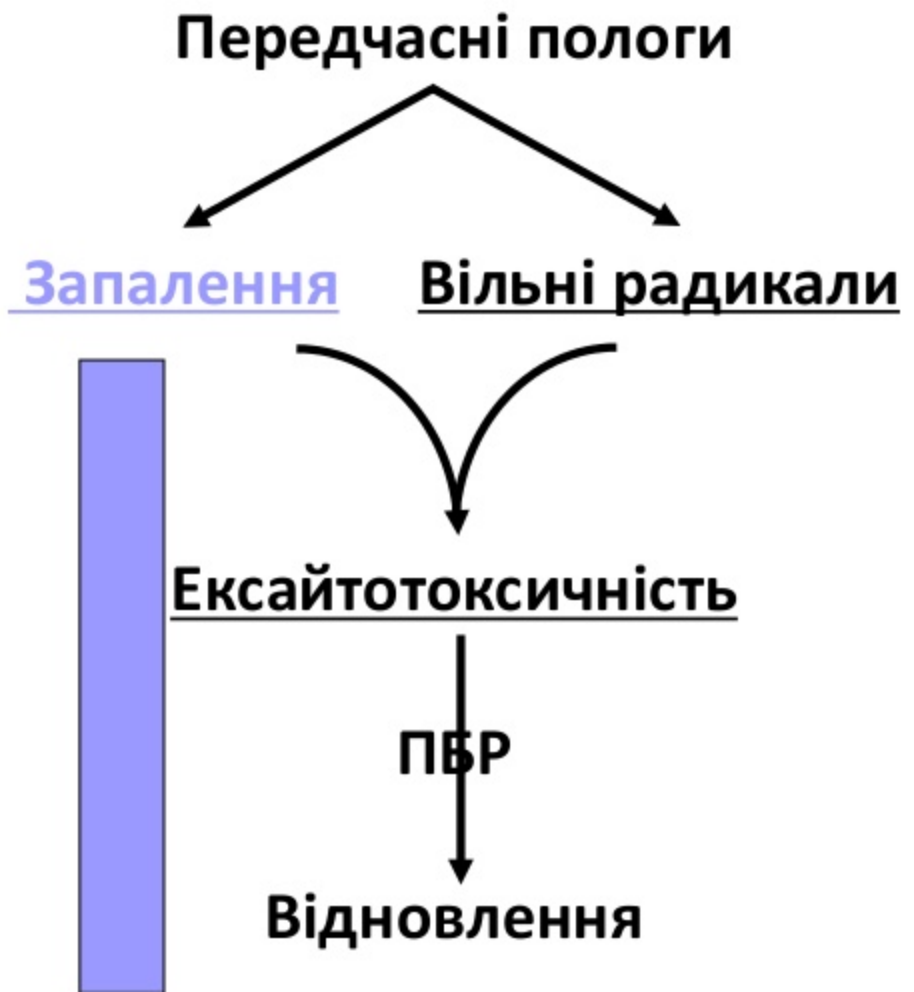 Передчасні пологи
Запалення Вільні радикали
Ексайтотоксичність
ПБР
Відновлення